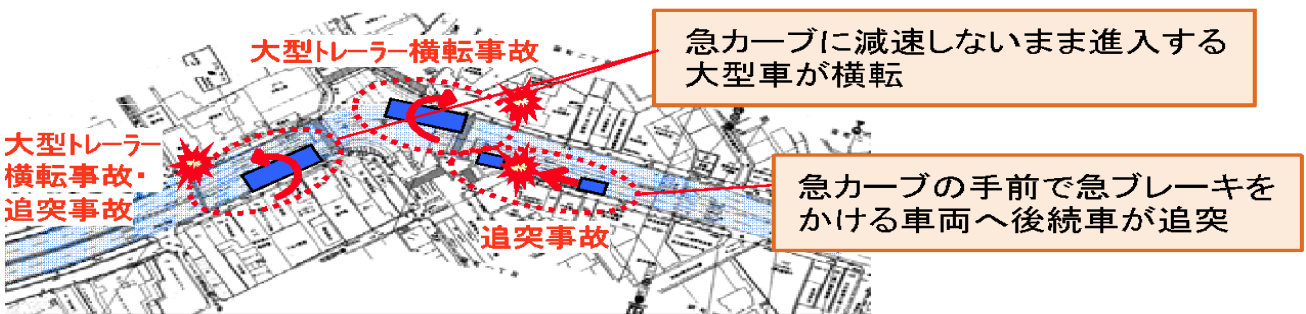 大型トレーラー横転事故
急カーブに減速しないまま進入する
大型車が横転
大型トレーラー
横転事故・
追突事故
追突事故
急カーブの手前で急ブレーキを
かける車両へ後続車が追突